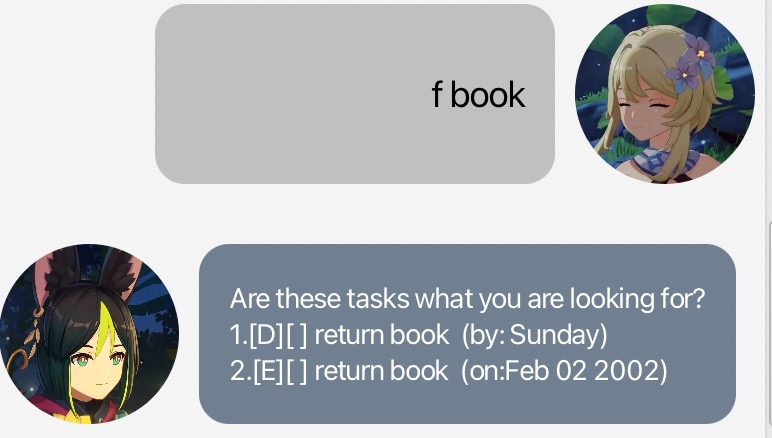 f book
Are these tasks what you are looking for?
1.[D][ ] return book  (by: Sunday)
2.[E][ ] return book  (on:Feb 02 2002)